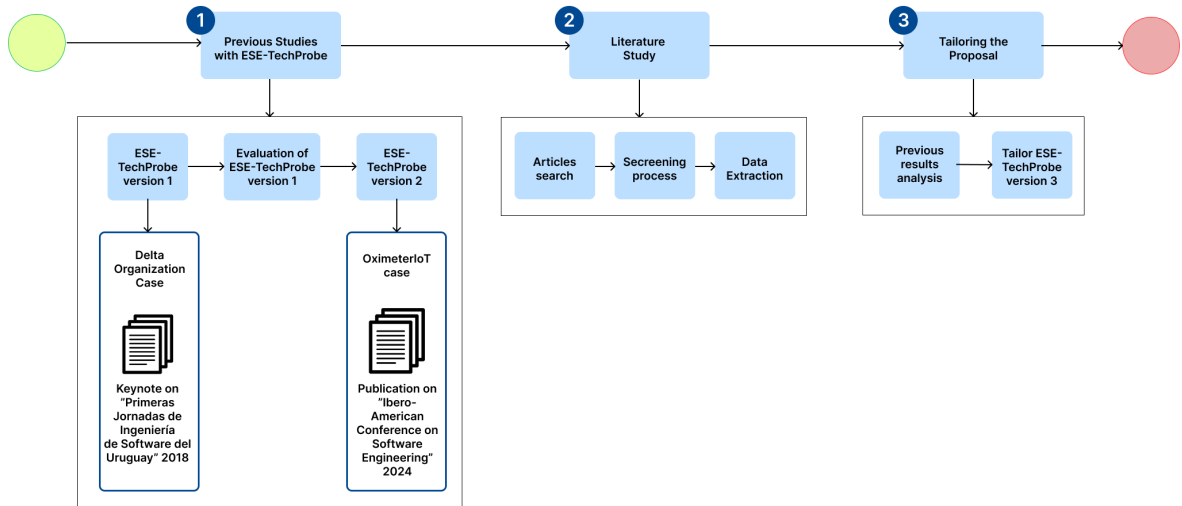 1
Previous Studies
with ESE-TechProbe
2
Literature
Study
3
Tailoring the
Proposal
ESE-
TechProbe
version 1
Evaluation of
ESE-TechProbe
version 1
ESE-
TechProbe
version 2
Articles
search
Secreening
process
Data
Extraction
Previous
results
analysis
Tailor ESE-
TechProbe
version 3
Delta
Organization
Case
Keynote on
"Primeras
Jornadas de
Ingeniería
de Software del
Uruguay" 2018
OximeterIoT
case
Publication on
"Ibero-
American
Conference on
Software
Engineering"
2024